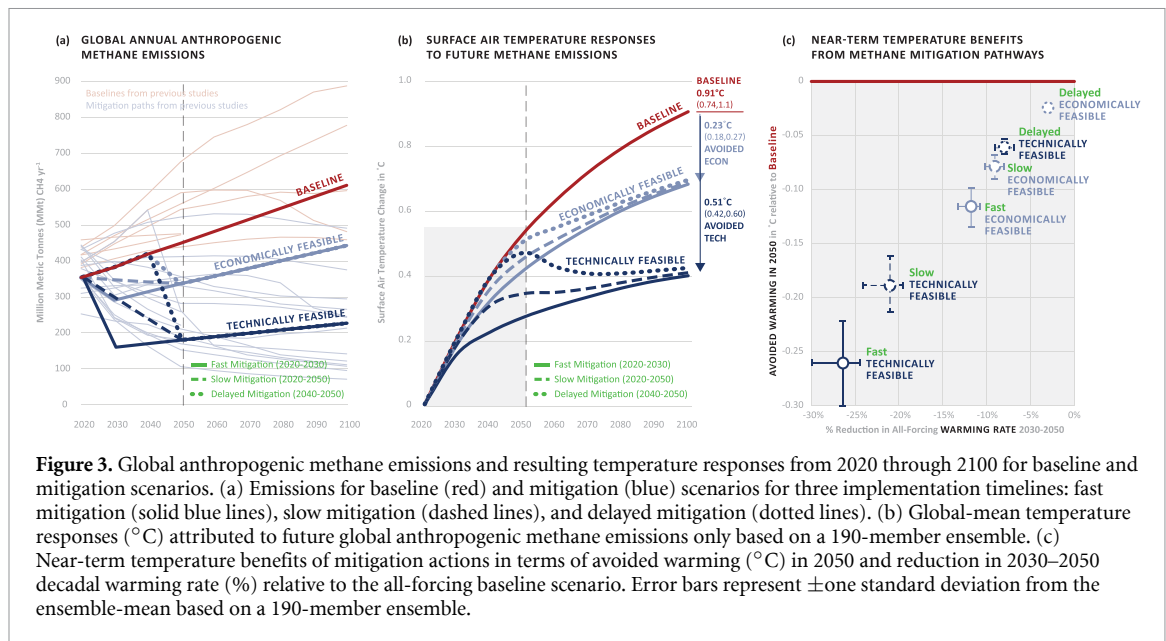 (a) GLOBAL ANNUAL ANTHROPOGENIC
METHANE EMISSIONS
Million Metric Tonnes (MMt) CH4 yr⁻¹
900
800
700
600
500
400
300
200
100
0
Baselines from previous studies
Mitigation paths from previous studies
BASELINE
ECONOMICALLY FEASIBLE
TECHNICALLY FEASIBLE
Fast Mitigation (2020-2030)
Slow Mitigation (2020-2050)
Delayed Mitigation (2040-2050)
2020 2030 2040 2050 2060 2070 2080 2090 2100
(b) SURFACE AIR TEMPERATURE RESPONSES
TO FUTURE METHANE EMISSIONS
Surface Air Temperature Change in ˚C
1.0
0.8
0.6
0.4
0.2
0
BASELINE
ECONOMICALLY FEASIBLE
TECHNICALLY FEASIBLE
Fast Mitigation (2020-2030)
Slow Mitigation (2020-2050)
Delayed Mitigation (2040-2050)
2020 2030 2040 2050 2060 2070 2080 2090 2100
BASELINE
0.91°C
(0.74,1.1)
0.23˚C
(0.18,0.27)
AVOIDED
ECON
0.51˚C
(0.42,0.60)
AVOIDED
TECH
(c) NEAR-TERM TEMPERATURE BENEFITS
FROM METHANE MITIGATION PATHWAYS
AVOIDED WARMING IN 2050 in ˚C relative to Baseline
0
-0.05
-0.10
-0.15
-0.20
-0.25
-0.30
Delayed
ECONOMICALLY
FEASIBLE
Delayed
TECHNICALLY
FEASIBLE
Slow
ECONOMICALLY
FEASIBLE
Fast
ECONOMICALLY
FEASIBLE
Slow
TECHNICALLY
FEASIBLE
Fast
TECHNICALLY
FEASIBLE
-30% -25% -20% -15% -10% -5% 0%
% Reduction in All-Forcing WARMING RATE 2030-2050
Figure 3. Global anthropogenic methane emissions and resulting temperature responses from 2020 through 2100 for baseline and
mitigation scenarios. (a) Emissions for baseline (red) and mitigation (blue) scenarios for three implementation timelines: fast
mitigation (solid blue lines), slow mitigation (dashed lines), and delayed mitigation (dotted lines). (b) Global-mean temperature
responses (°C) attributed to future global anthropogenic methane emissions only based on a 190-member ensemble. (c)
Near-term temperature benefits of mitigation actions in terms of avoided warming (°C) in 2050 and reduction in 2030–2050
decadal warming rate (%) relative to the all-forcing baseline scenario. Error bars represent ±one standard deviation from the
ensemble-mean based on a 190-member ensemble.